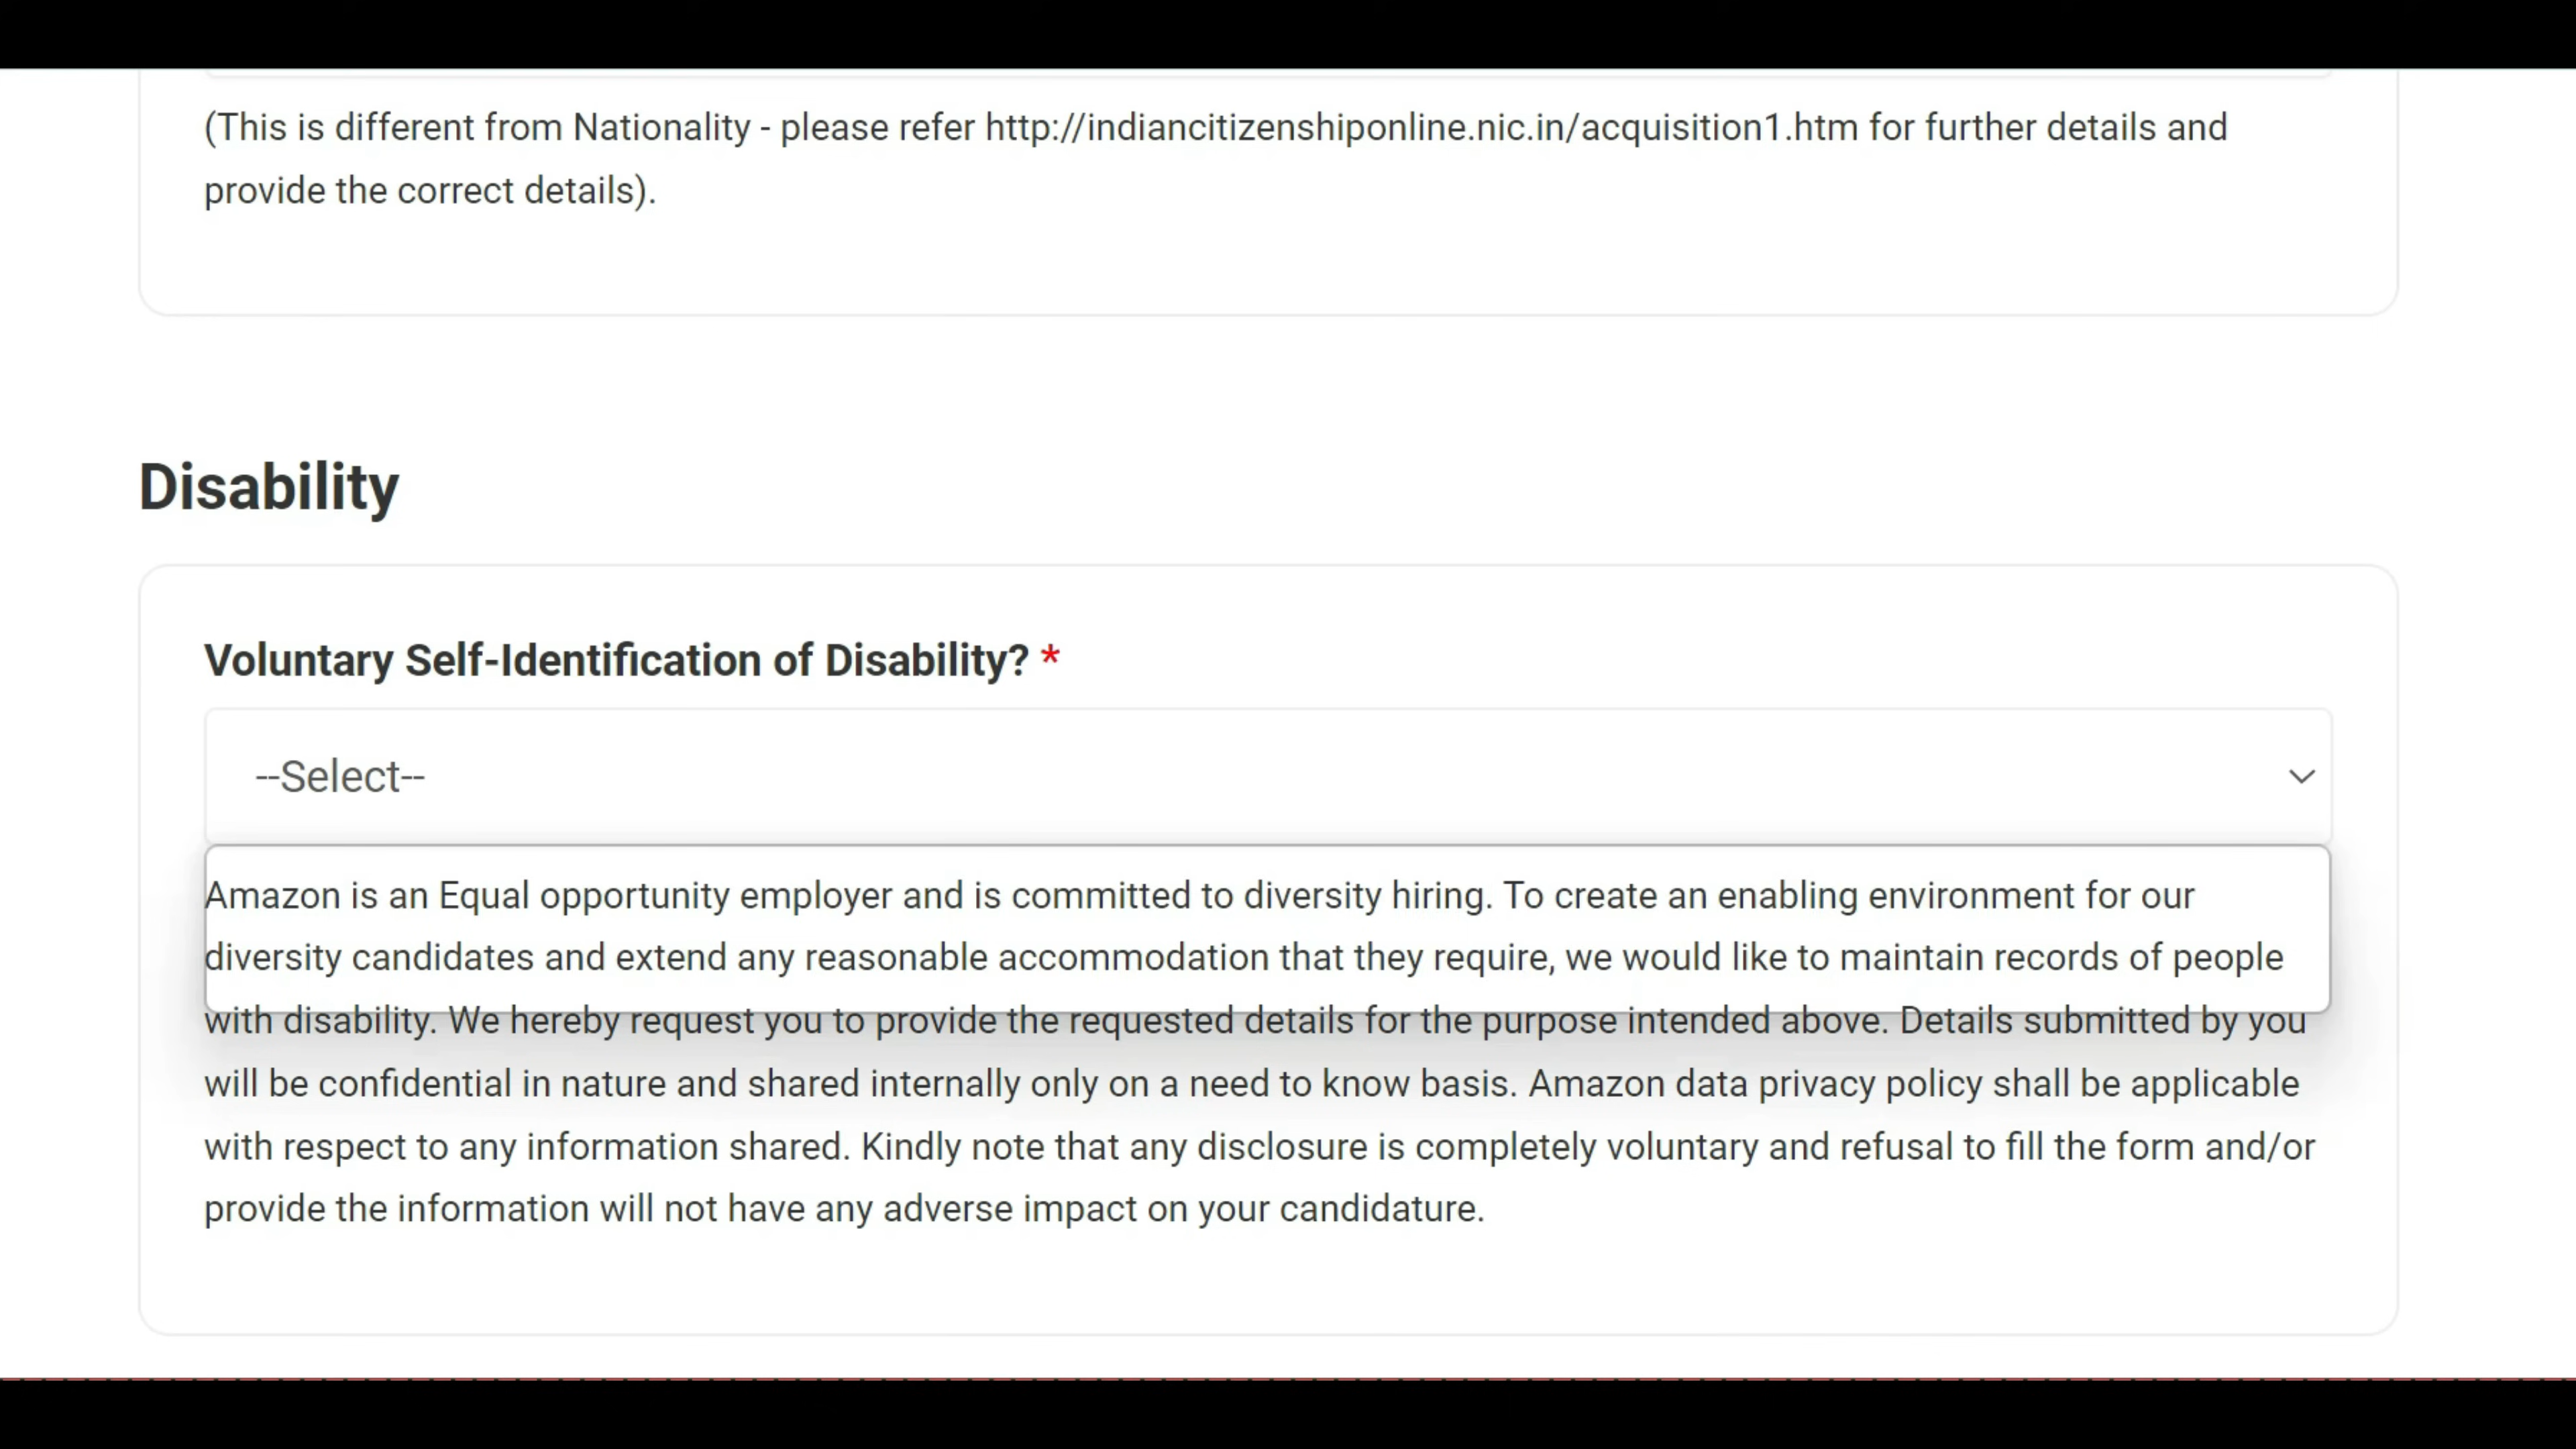 (This is different from Nationality - please refer http://indiancitizenshiponline.nic.in/acquisition1.htm for further details and
provide the correct details).
Disability
Voluntary Self-Identification of Disability? *
--Select--
Amazon is an Equal opportunity employer and is committed to diversity hiring. To create an enabling environment for our
diversity candidates and extend any reasonable accommodation that they require, we would like to maintain records of people
with disability. We hereby request you to provide the requested details for the purpose intended above. Details submitted by you
will be confidential in nature and shared internally only on a need to know basis. Amazon data privacy policy shall be applicable
with respect to any information shared. Kindly note that any disclosure is completely voluntary and refusal to fill the form and/or
provide the information will not have any adverse impact on your candidature.